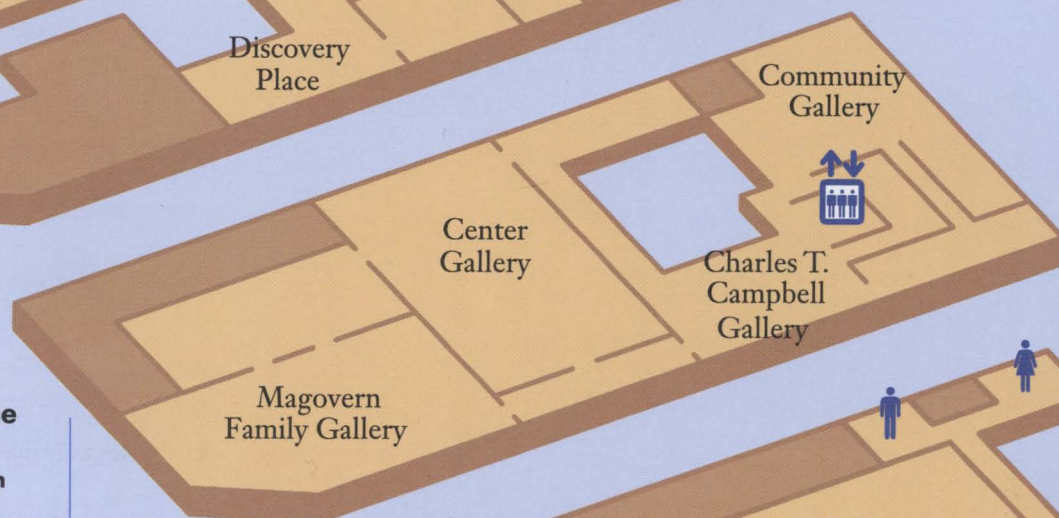 Discovery
Place
Community
Gallery
Center
Gallery
Charles T.
Campbell
Gallery
Magovern
Family Gallery